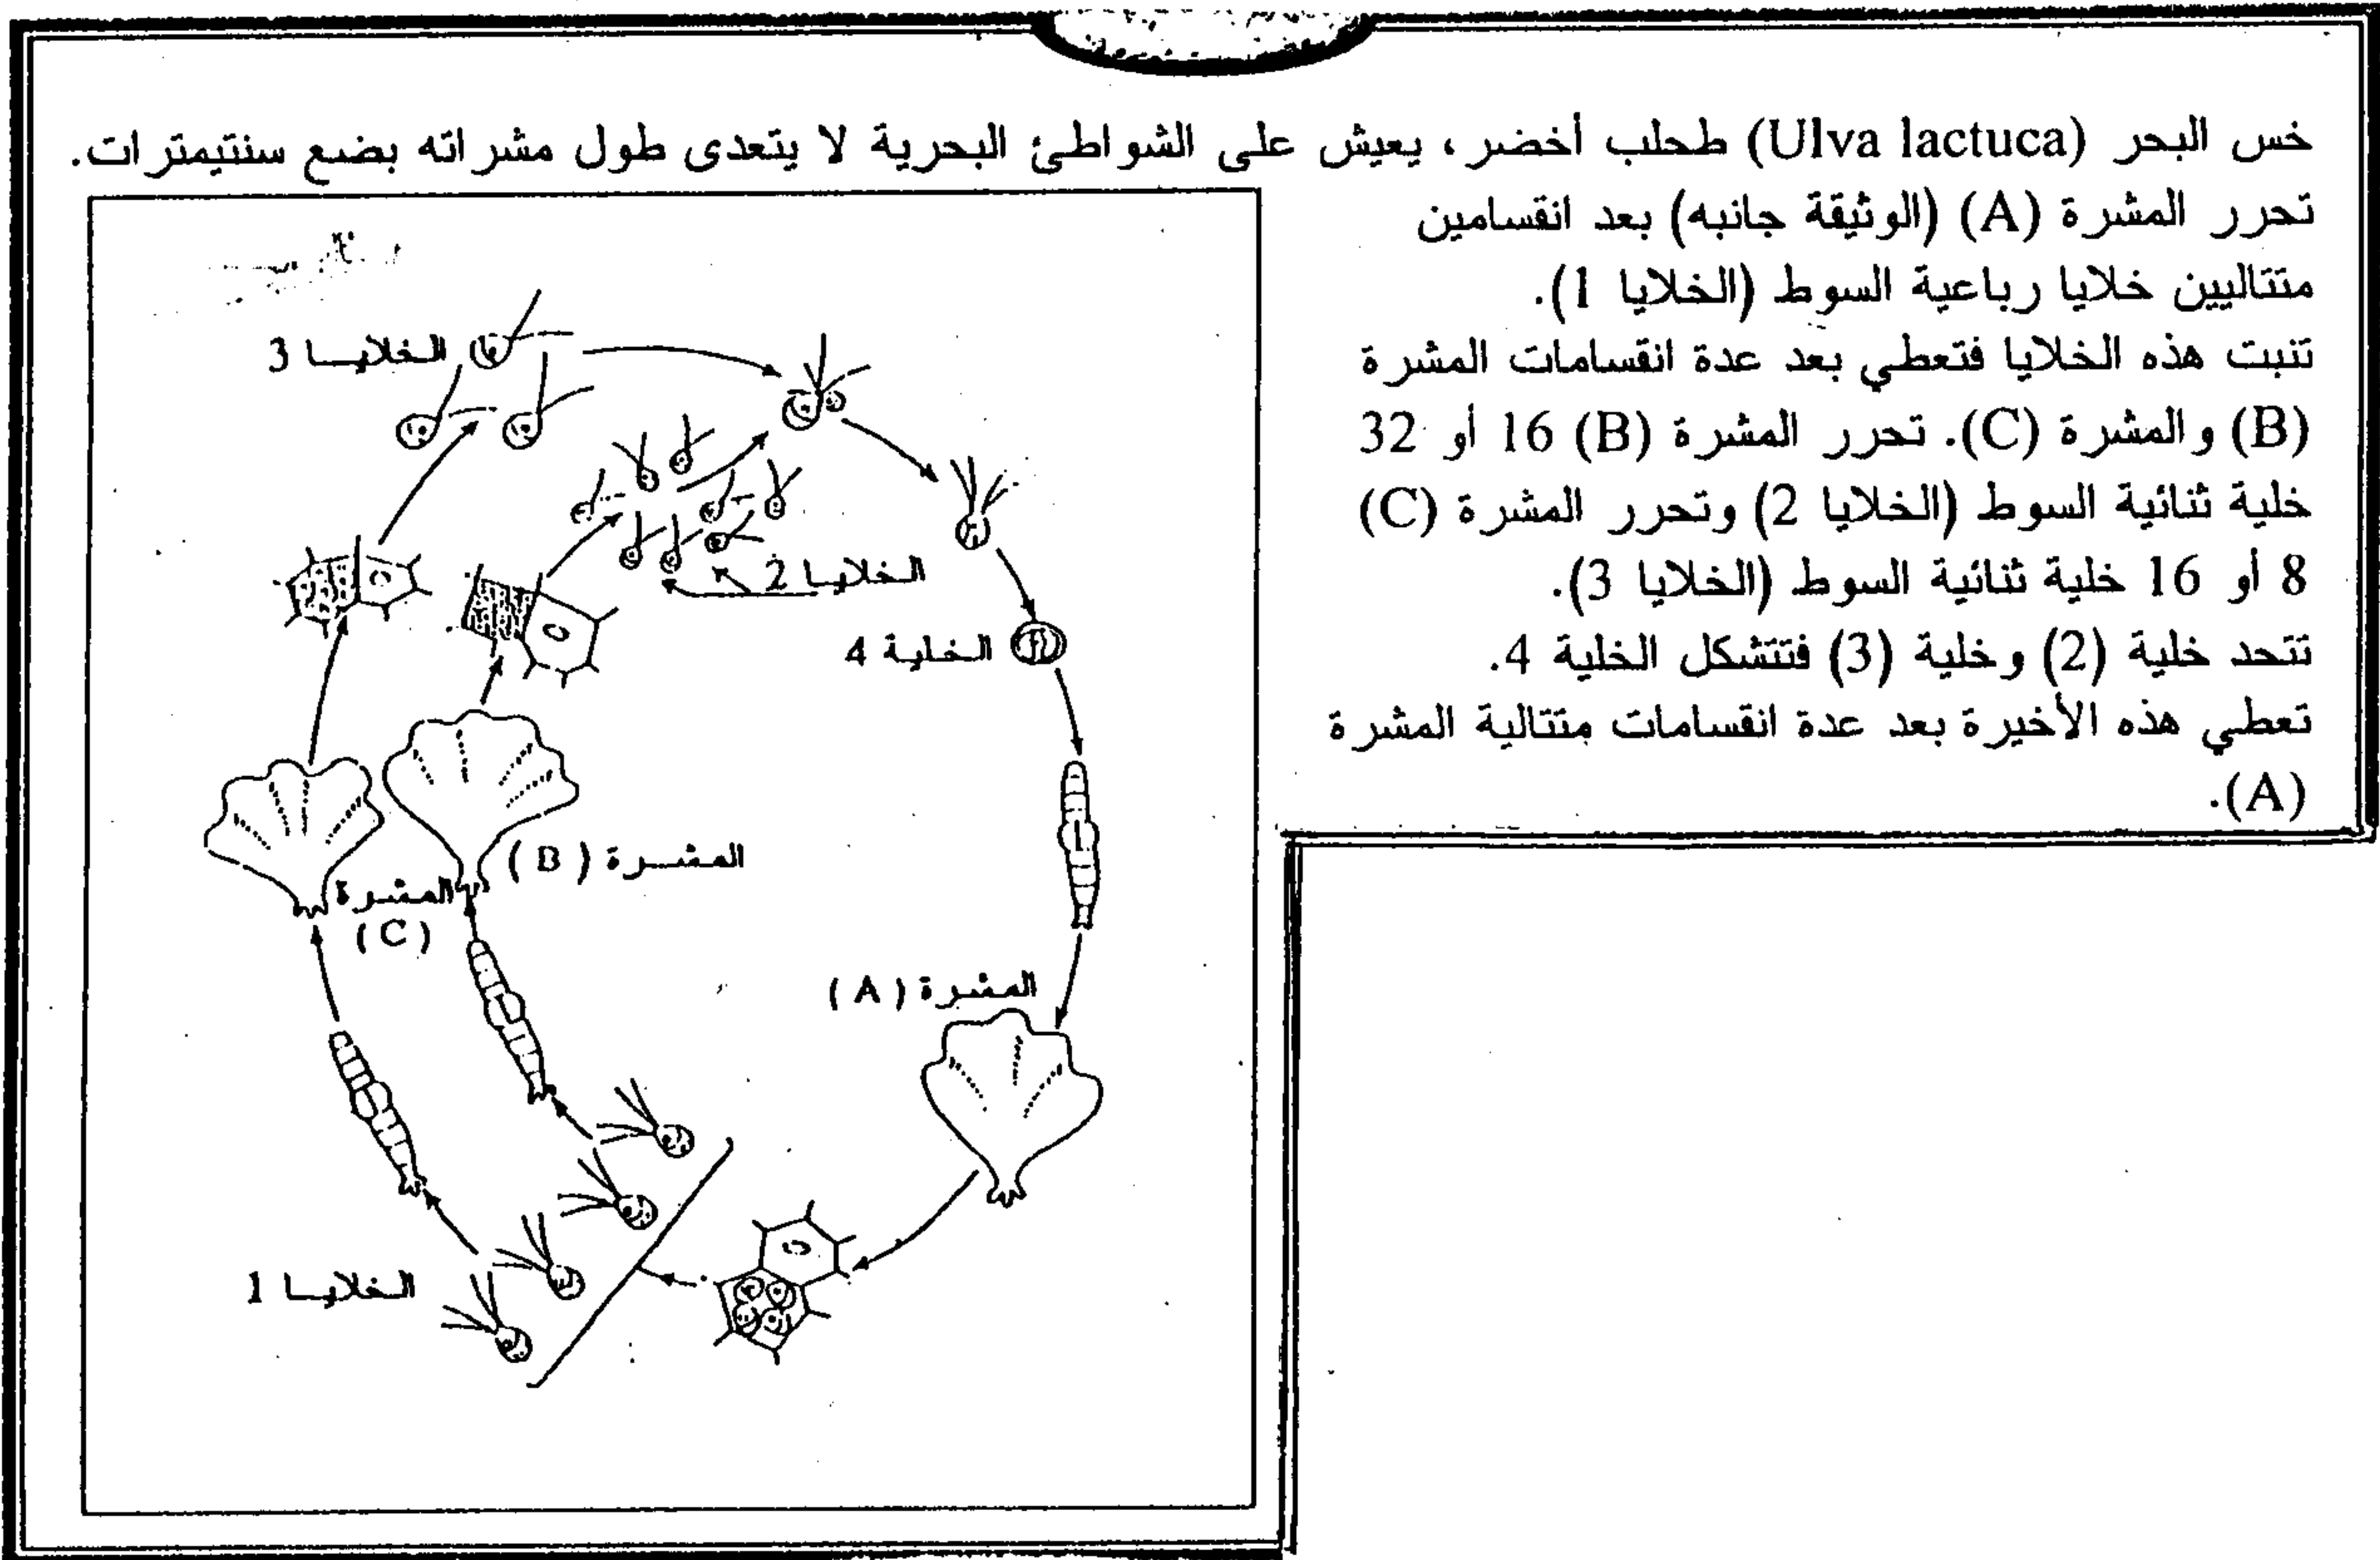 خس البحر (Ulva lactuca) طحلب أخضر، يعيش على الشواطئ البحرية لا يتعدى طول مشراته بضع سنتيمترات.
تحرر المشرة (A) (الوثيقة جانبه) بعد انقسامين
متتاليين خلايا رباعية السوط (الخلايا 1).
تنبت هذه الخلايا فتعطي بعد عدة انقسامات المشرة
(B) والمشرة (C). تحرر المشرة (B) 16 أو 32
خلية ثنائية السوط (الخلايا 2) وتحرر المشرة (C)
8 أو 16 خلية ثنائية السوط (الخلايا 3).
تتحد خلية (2) وخلية (3) فتتشكل الخلية 4.
تعطي هذه الأخيرة بعد عدة انقسامات متتالية المشرة
(A).
الخلايا 3
الخلايا 2
الخلية 4
المشرة (B)
المشرة
(C)
المشرة (A)
الخلايا 1